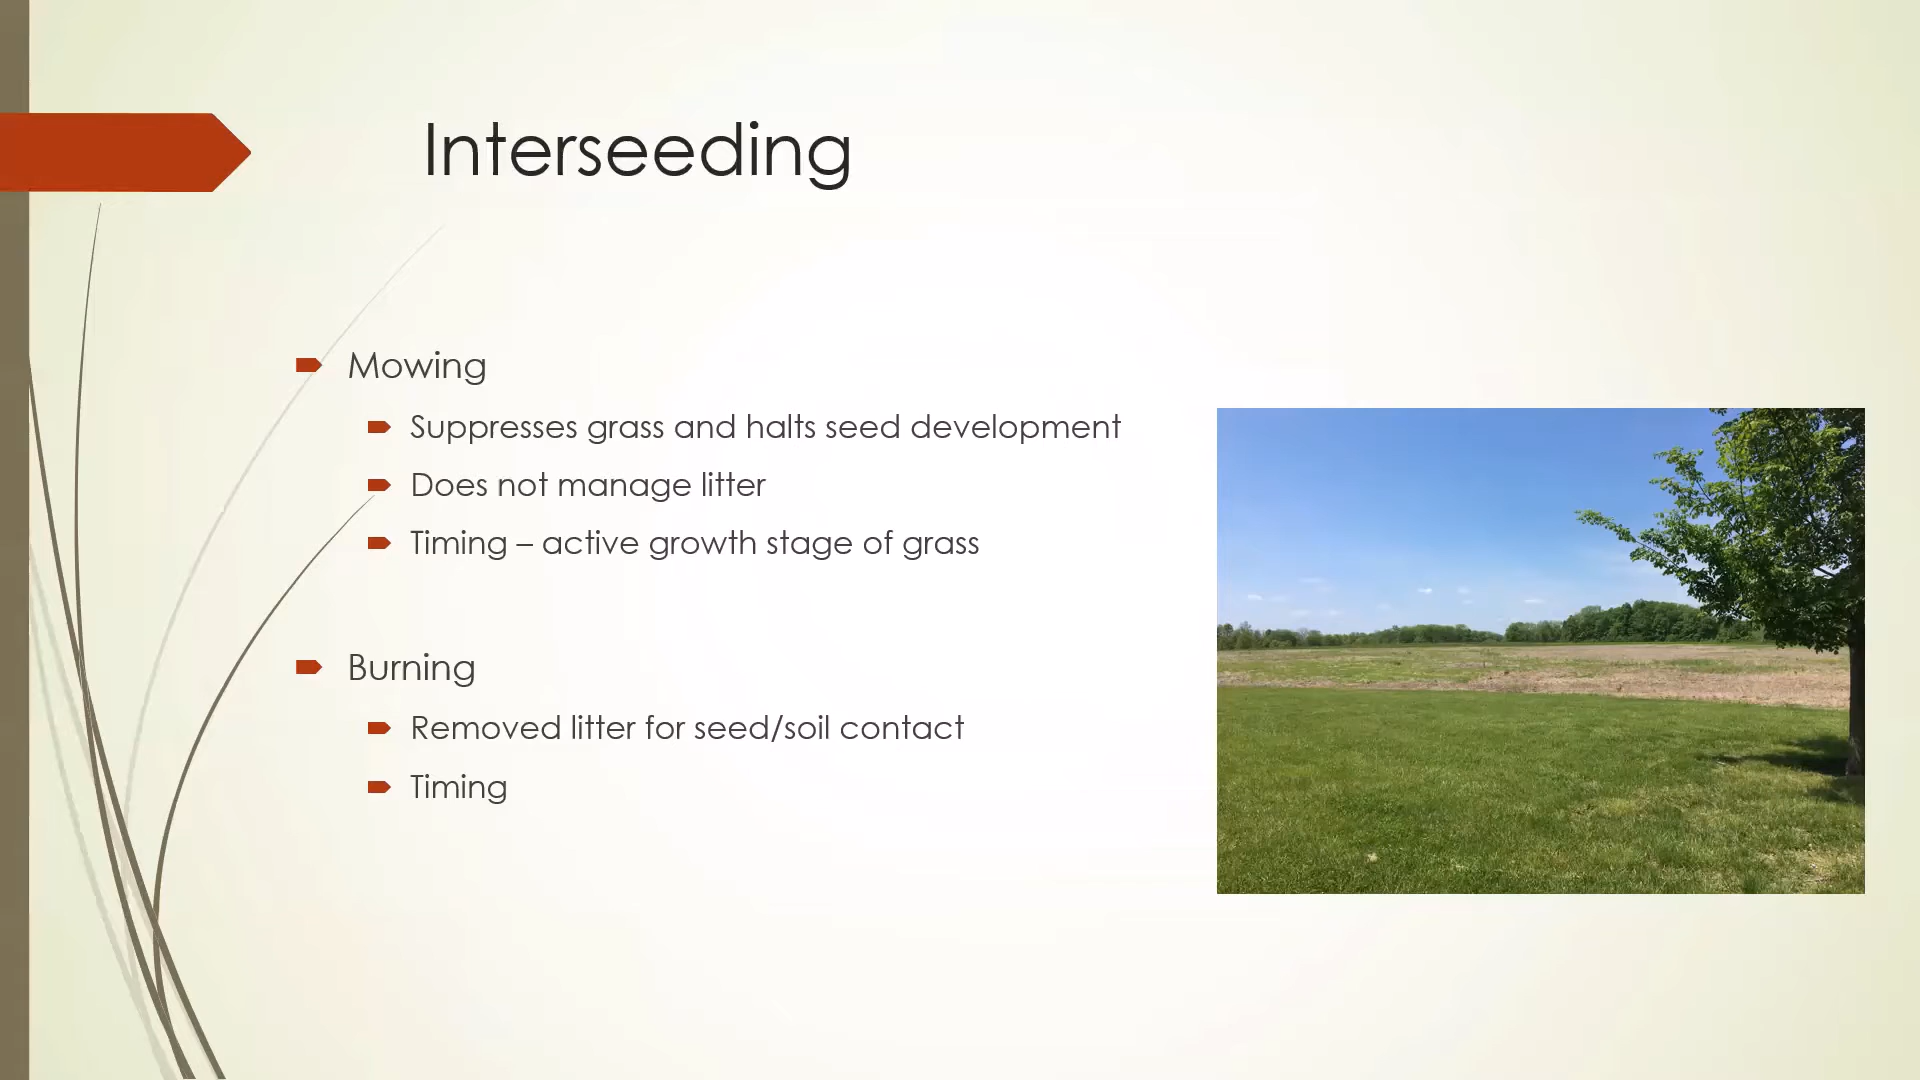 Interseeding
Mowing
Suppresses grass and halts seed development
Does not manage litter
Timing – active growth stage of grass
Burning
Removed litter for seed/soil contact
Timing